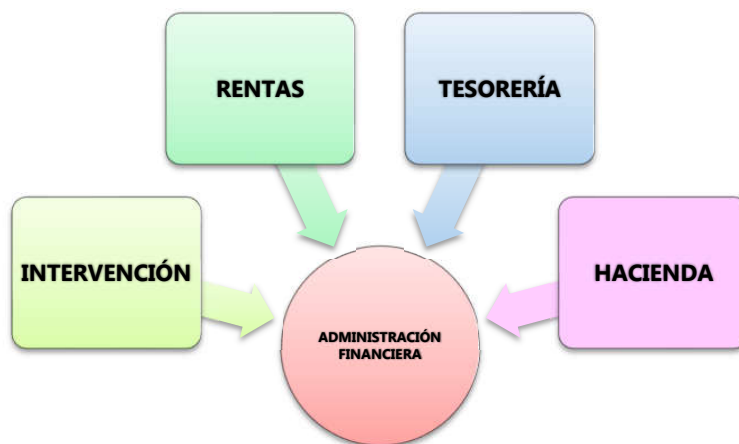 RENTAS
TESORERÍA
INTERVENCIÓN
HACIENDA
ADMINISTRACIÓN
FINANCIERA